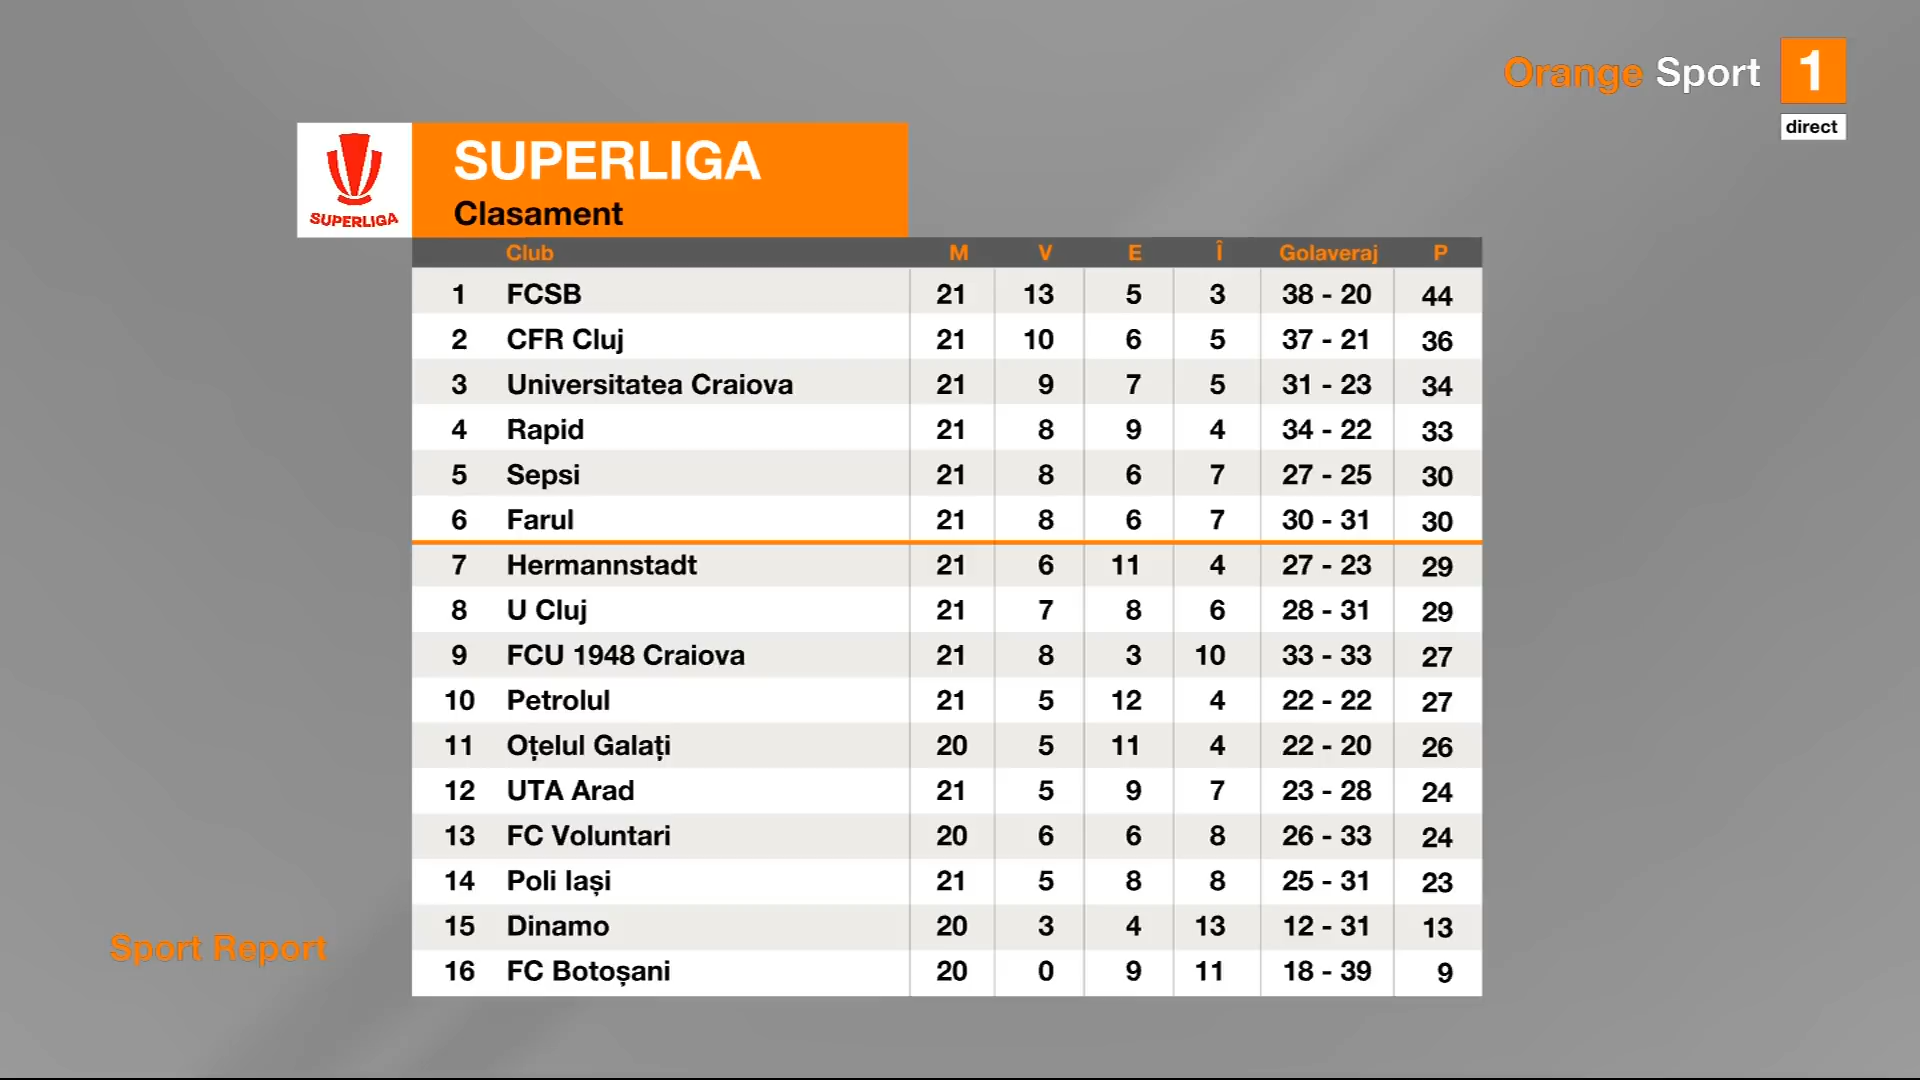 Orange Sport 1
direct
SUPERLIGA
SUPERLIGA
Clasament
Club M V E Î Golaveraj P
1 FCSB 21 13 5 3 38 - 20 44
2 CFR Cluj 21 10 6 5 37 - 21 36
3 Universitatea Craiova 21 9 7 5 31 - 23 34
4 Rapid 21 8 9 4 34 - 22 33
5 Sepsi 21 8 6 7 27 - 25 30
6 Farul 21 8 6 7 30 - 31 30
7 Hermannstadt 21 6 11 4 27 - 23 29
8 U Cluj 21 7 8 6 28 - 31 29
9 FCU 1948 Craiova 21 8 3 10 33 - 33 27
10 Petrolul 21 5 12 4 22 - 22 27
11 Oțelul Galați 20 5 11 4 22 - 20 26
12 UTA Arad 21 5 9 7 23 - 28 24
13 FC Voluntari 20 6 6 8 26 - 33 24
14 Poli Iași 21 5 8 8 25 - 31 23
15 Dinamo 20 3 4 13 12 - 31 13
16 FC Botoșani 20 0 9 11 18 - 39 9
Sport Report